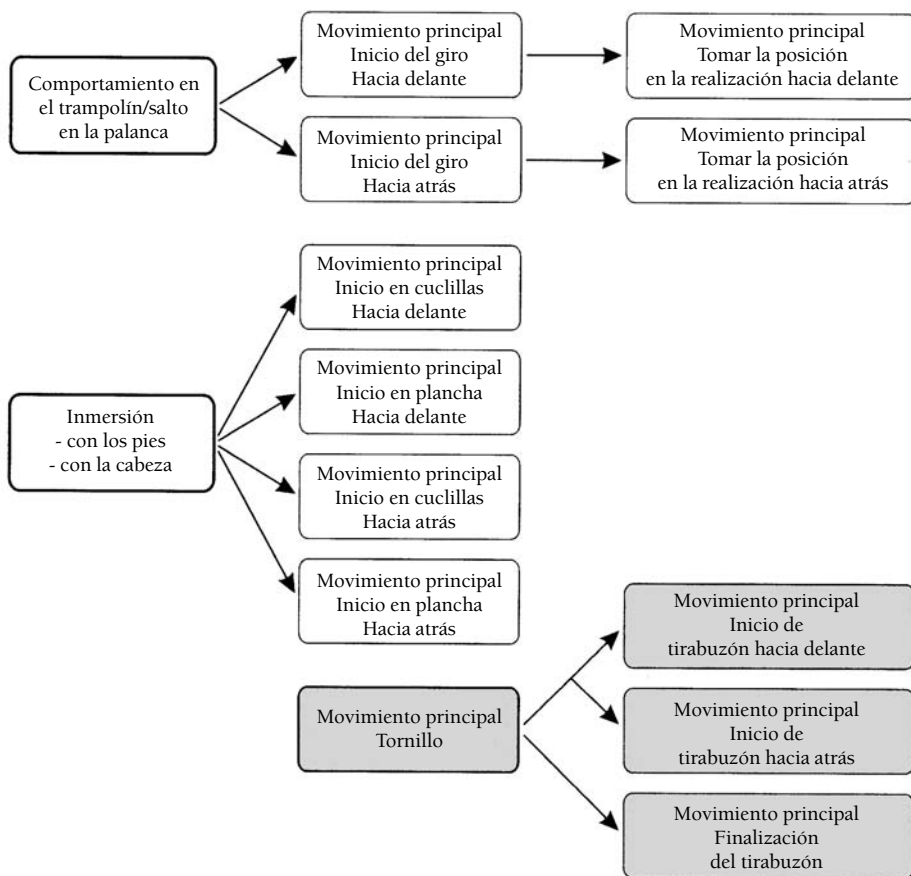 Comportamiento en
el trampolín/salto
en la palanca
Movimiento principal
Inicio del giro
Hacia delante
Movimiento principal
Tomar la posición
en la realización hacia delante
Movimiento principal
Inicio del giro
Hacia atrás
Movimiento principal
Tomar la posición
en la realización hacia atrás
Inmersión
- con los pies
- con la cabeza
Movimiento principal
Inicio en cuclillas
Hacia delante
Movimiento principal
Inicio en plancha
Hacia delante
Movimiento principal
Inicio en cuclillas
Hacia atrás
Movimiento principal
Inicio en plancha
Hacia atrás
Movimiento principal
Tornillo
Movimiento principal
Inicio de
tirabuzón hacia delante
Movimiento principal
Inicio de
tirabuzón hacia atrás
Movimiento principal
Finalización
del tirabuzón